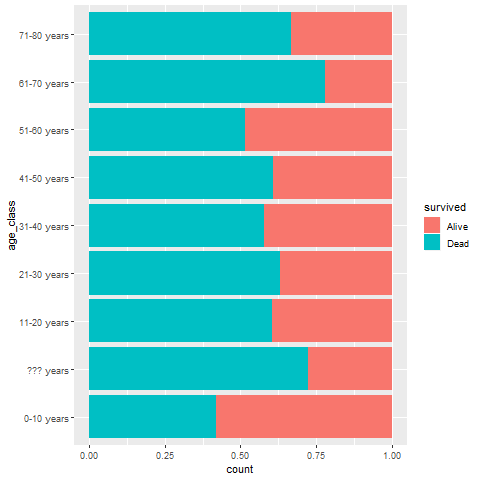 71-80 years
61-70 years
51-60 years
41-50 years
31-40 years
21-30 years
11-20 years
??? years
0-10 years
age_class
0.00 0.25 0.50 0.75 1.00
count
survived
Alive
Dead